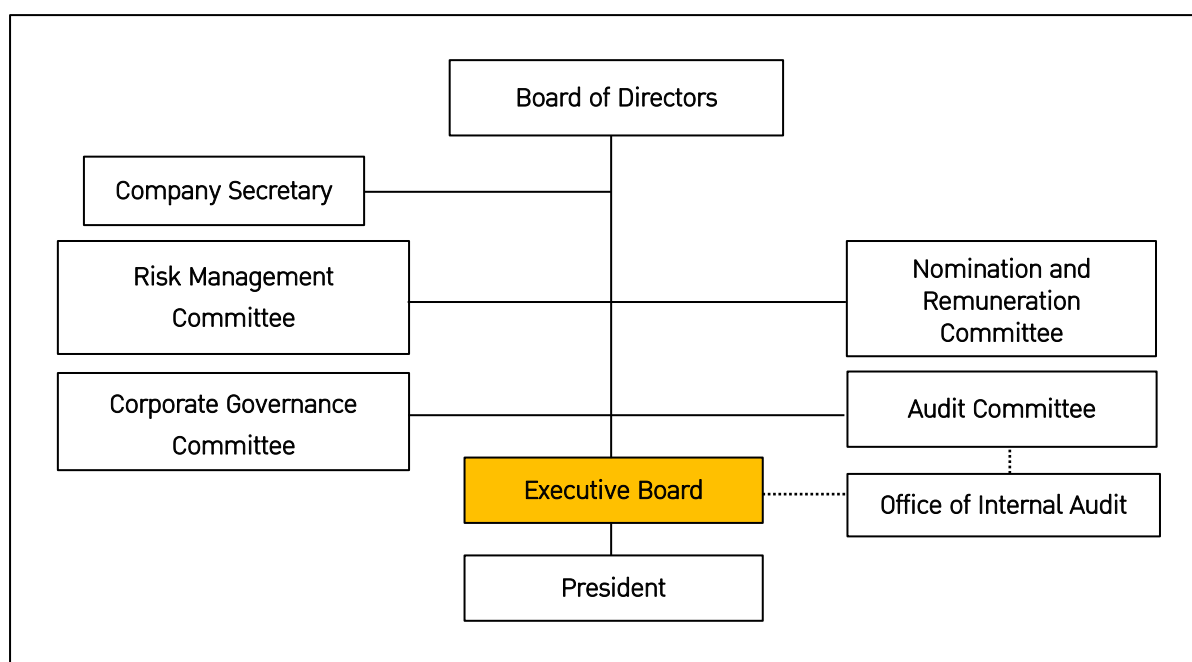 Board of Directors
Company Secretary
Risk Management
Committee
Nomination and
Remuneration
Committee
Corporate Governance
Committee
Audit Committee
Executive Board
Office of Internal Audit
President